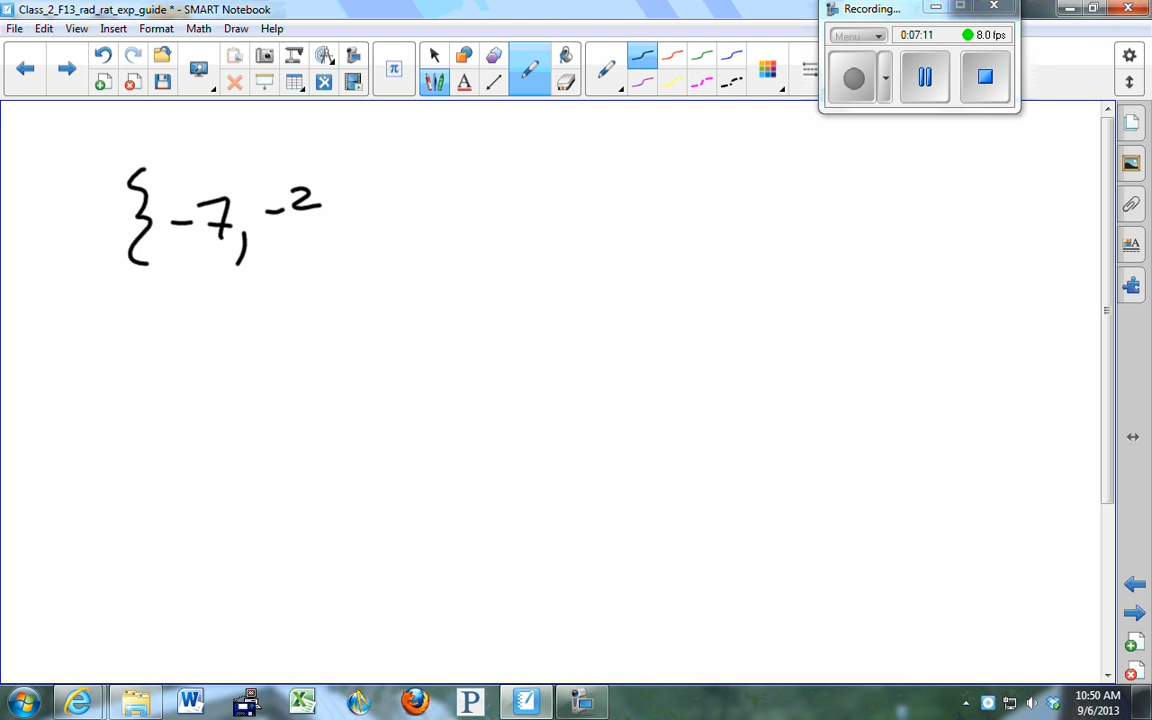 Class_2_F13_rad_rat_exp_guide * - SMART Notebook
Recording...
File Edit View Insert Format Math Draw Help
Menu 0:07:11 8.0 fps
π
A
{ -7, -2
10:50 AM
9/6/2013